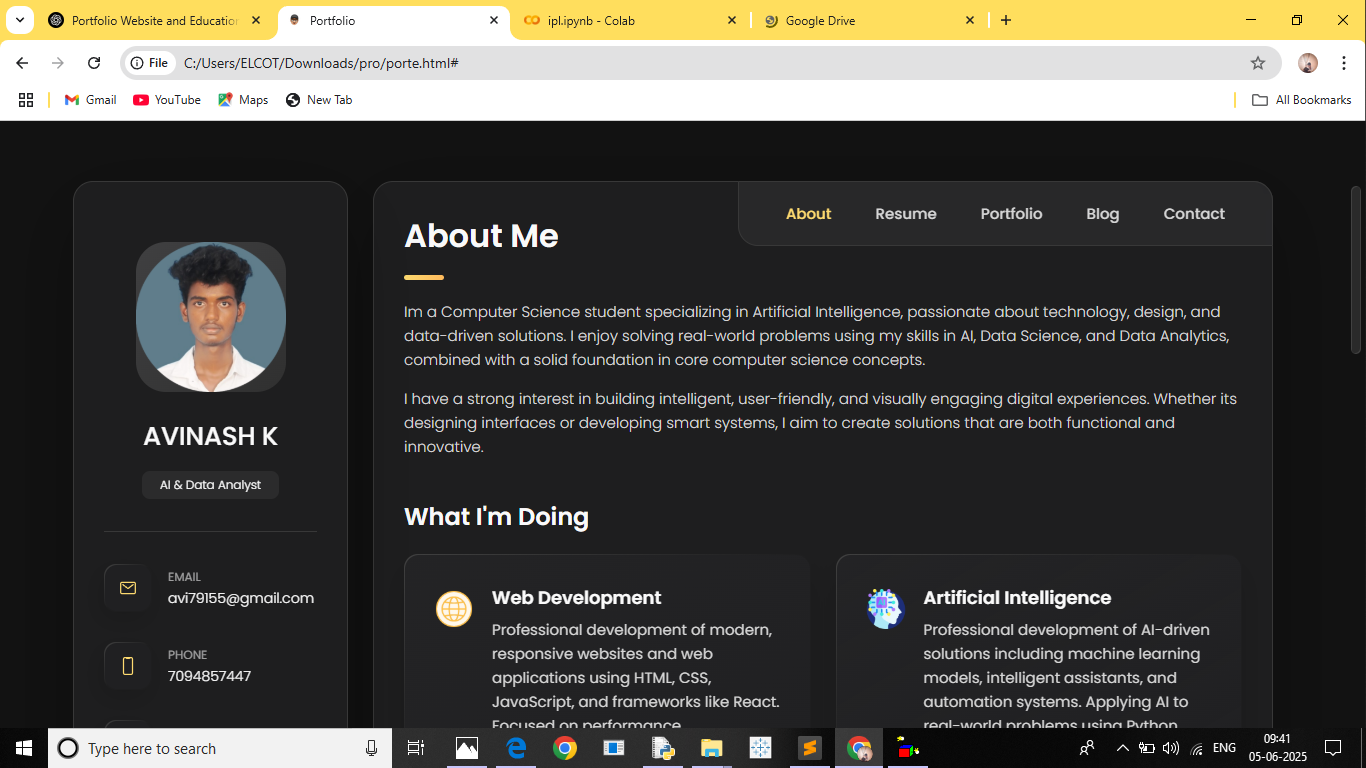 Portfolio Website and Education
Portfolio
ipl.ipynb - Colab
Google Drive
File
C:/Users/ELCOT/Downloads/pro/porte.html#
Gmail
YouTube
Maps
New Tab
All Bookmarks
About
Resume
Portfolio
Blog
Contact
AVINASH K
AI & Data Analyst
EMAIL
avi79155@gmail.com
PHONE
7094857447
About Me
Im a Computer Science student specializing in Artificial Intelligence, passionate about technology, design, and
data-driven solutions. I enjoy solving real-world problems using my skills in AI, Data Science, and Data Analytics,
combined with a solid foundation in core computer science concepts.
I have a strong interest in building intelligent, user-friendly, and visually engaging digital experiences. Whether its
designing interfaces or developing smart systems, I aim to create solutions that are both functional and
innovative.
What I'm Doing
Web Development
Professional development of modern,
responsive websites and web
applications using HTML, CSS,
JavaScript, and frameworks like React.
Focused on performance
Artificial Intelligence
Professional development of AI-driven
solutions including machine learning
models, intelligent assistants, and
automation systems. Applying AI to
real-world problems using Python
Type here to search
ENG
09:41
05-06-2025